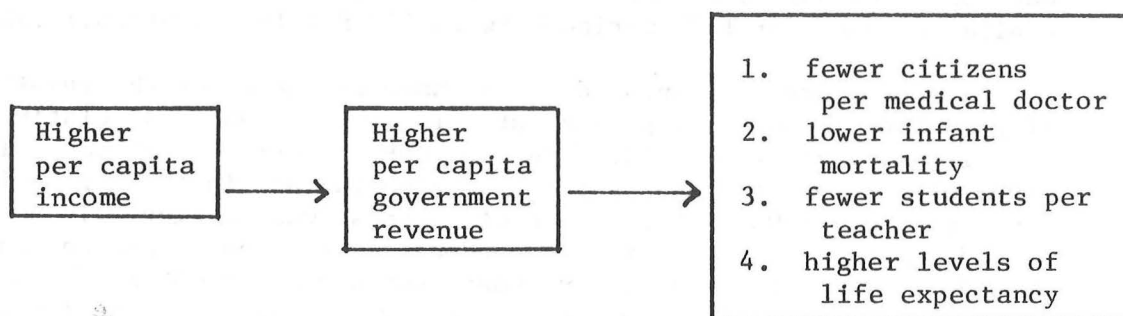 Higher
per capita
income
Higher
per capita
government
revenue
1. fewer citizens
per medical doctor
2. lower infant
mortality
3. fewer students per
teacher
4. higher levels of
life expectancy